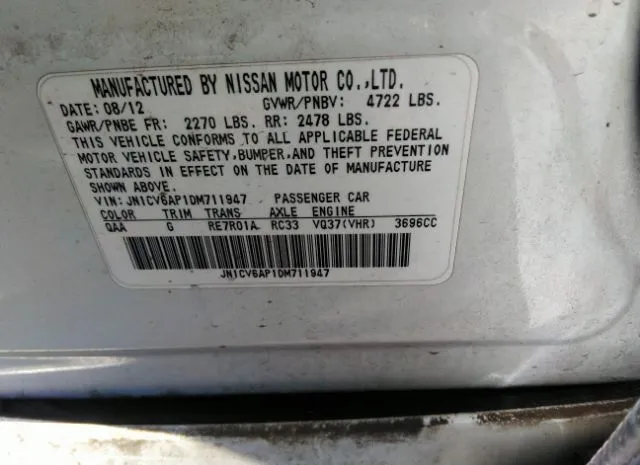 MANUFACTURED BY NISSAN MOTOR CO.,LTD.
DATE: 08/12 GVWR/PNBV: 4722 LBS.
GAWR/PNBE FR: 2270 LBS. RR: 2478 LBS.
THIS VEHICLE CONFORMS TO ALL APPLICABLE FEDERAL
MOTOR VEHICLE SAFETY,BUMPER,AND THEFT PREVENTION
STANDARDS IN EFFECT ON THE DATE OF MANUFACTURE
SHOWN ABOVE.
VIN: JN1CV6AP1DM711947 PASSENGER CAR
COLOR TRIM TRANS AXLE ENGINE
QAA G RE7R01A RC33 VQ37(VHR) 3696CC
JN1CV6AP1DM711947